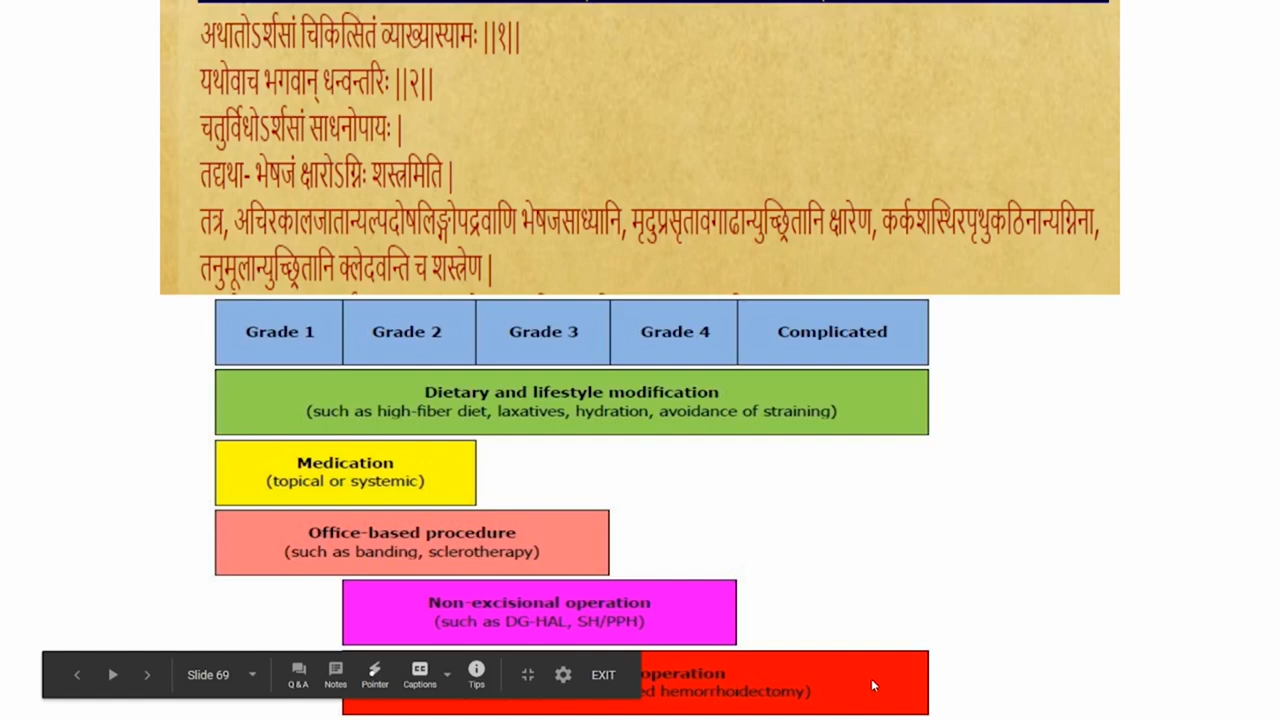 अथातोऽर्शसां चिकित्सितं व्याख्यास्यामः ||१||
यथोवाच भगवान् धन्वन्तरिः ||२||
चतुर्विधोऽर्शसां साधनोपायः |
तद्यथा- भेषजं क्षारोऽग्निः शस्त्रमिति |
तत्र, अचिरकालजातान्यल्पदोषलिङ्गोपद्रवाणि भेषजसाध्यानि, मृदुप्रसृतावगाढान्युच्छ्रितानि क्षारेण, कर्कशस्थिरपृथुकठिनान्यग्निना,
तनुमूलान्युच्छ्रितानि क्लेदवन्ति च शस्त्रेण |
Grade 1 Grade 2 Grade 3 Grade 4 Complicated
Dietary and lifestyle modification
(such as high-fiber diet, laxatives, hydration, avoidance of straining)
Medication
(topical or systemic)
Office-based procedure
(such as banding, sclerotherapy)
Non-excisional operation
(such as DG-HAL, SH/PPH)
operation
hemorrhoidectomy)
Slide 69
Q & A Notes Pointer Captions Tips EXIT